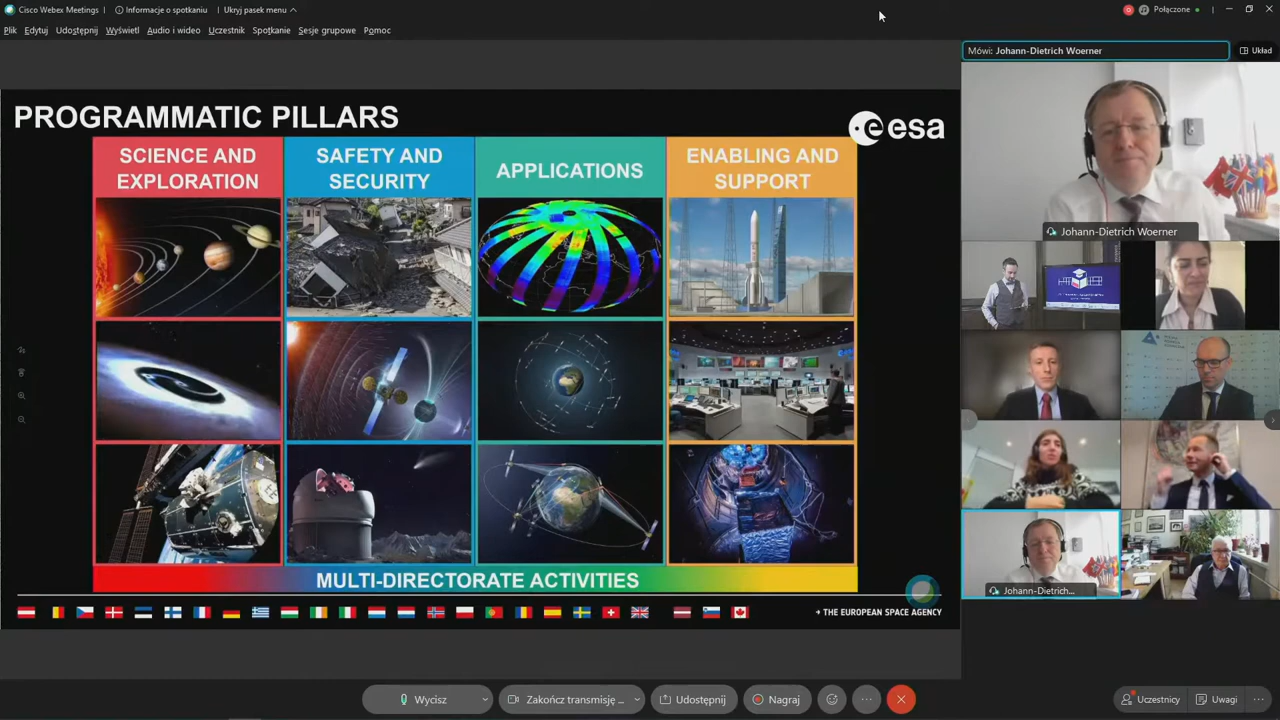 Cisco Webex Meetings
Informacje o spotkaniu
Ukryj pasek menu
Połączone
Plik
Edytuj
Udostępnij
Wyświetl
Audio i wideo
Uczestnik
Spotkanie
Sesje grupowe
Pomoc
Mówi: Johann-Dietrich Woerner
Układ
PROGRAMMATIC PILLARS
esa
SCIENCE AND
EXPLORATION
SAFETY AND
SECURITY
APPLICATIONS
ENABLING AND
SUPPORT
MULTI-DIRECTORATE ACTIVITIES
→ THE EUROPEAN SPACE AGENCY
Johann-Dietrich Woerner
Johann-Dietrich...
Wycisz
Zakończ transmisję ...
Udostępnij
Nagraj
Uczestnicy
Uwagi